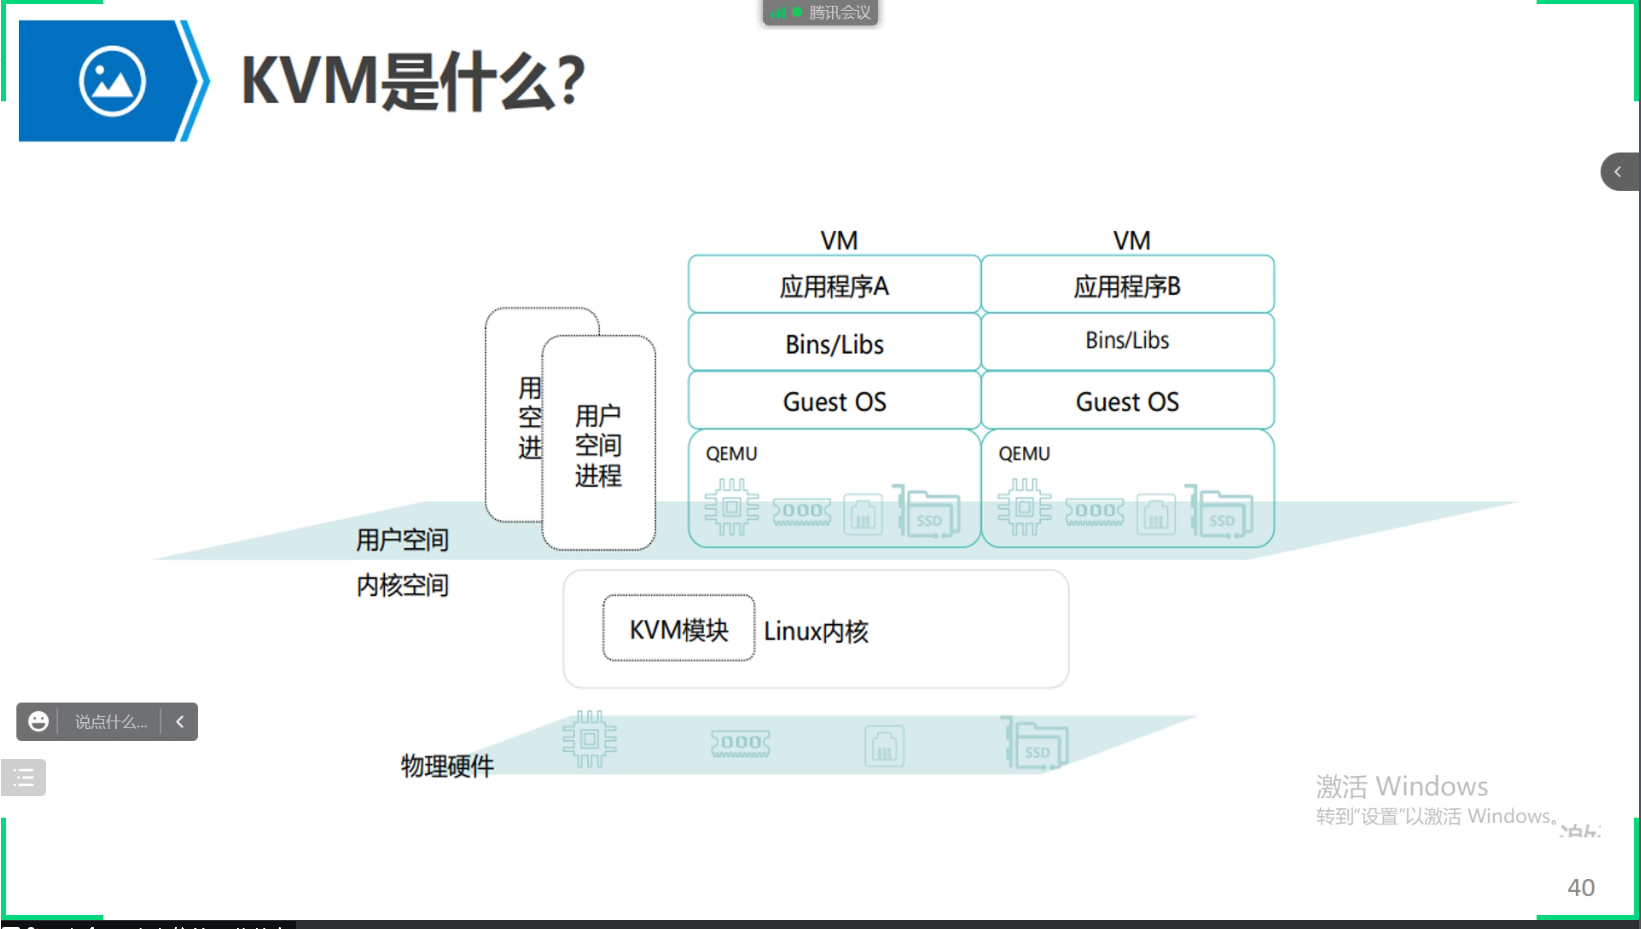 腾讯会议
KVM是什么?
VM
VM
应用程序A
应用程序B
Bins/Libs
Bins/Libs
Guest OS
Guest OS
QEMU
QEMU
SSD
SSD
用
空
进
用户
空间
进程
用户空间
内核空间
KVM模块
Linux内核
说点什么...
物理硬件
SSD
激活 Windows
转到“设置”以激活 Windows。
40